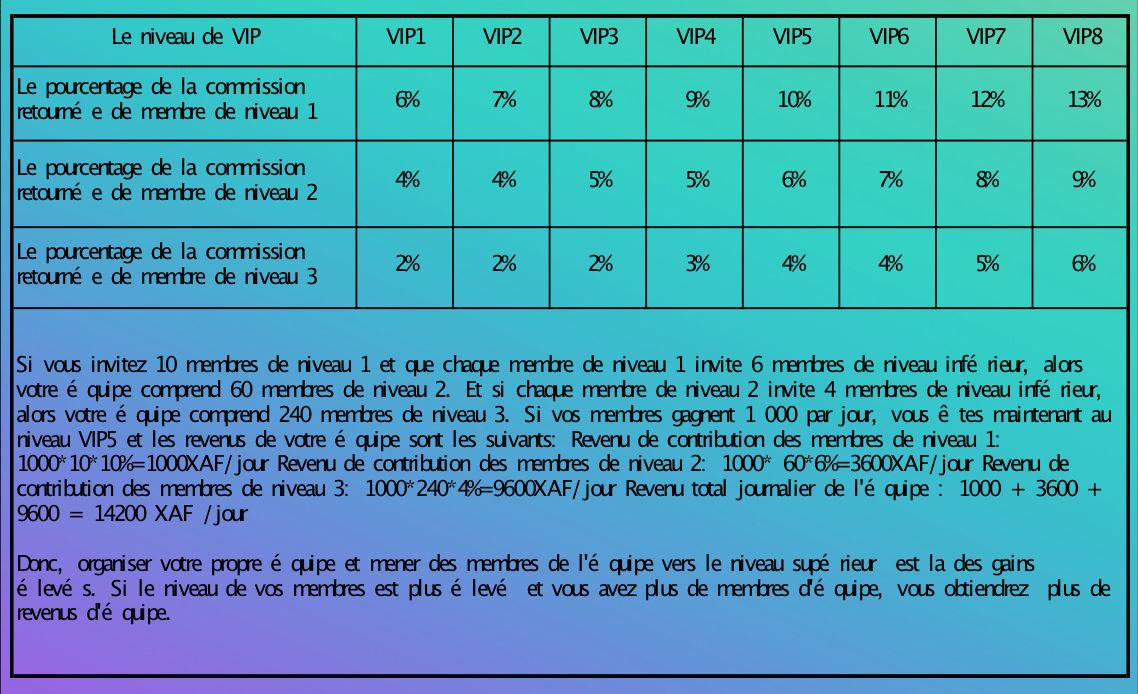 Le niveau de VIP VIP1 VIP2 VIP3 VIP4 VIP5 VIP6 VIP7 VIP8
Le pourcentage de la commission
retourné e de membre de niveau 1 6% 7% 8% 9% 10% 11% 12% 13%
Le pourcentage de la commission
retourné e de membre de niveau 2 4% 4% 5% 5% 6% 7% 8% 9%
Le pourcentage de la commission
retourné e de membre de niveau 3 2% 2% 2% 3% 4% 4% 5% 6%
Si vous invitez 10 membres de niveau 1 et que chaque membre de niveau 1 invite 6 membres de niveau infé rieur, alors
votre é quipe comprend 60 membres de niveau 2. Et si chaque membre de niveau 2 invite 4 membres de niveau infé rieur,
alors votre é quipe comprend 240 membres de niveau 3. Si vos membres gagnent 1 000 par jour, vous ê tes maintenant au
niveau VIP5 et les revenus de votre é quipe sont les suivants: Revenu de contribution des membres de niveau 1:
1000*10*10%=1000XAF/jour Revenu de contribution des membres de niveau 2: 1000* 60*6%=3600XAF/jour Revenu de
contribution des membres de niveau 3: 1000*240*4%=9600XAF/jour Revenu total journalier de l'é quipe : 1000 + 3600 +
9600 = 14200 XAF /jour
Donc, organiser votre propre é quipe et mener des membres de l'é quipe vers le niveau supé rieur est la des gains
é levé s. Si le niveau de vos membres est plus é levé et vous avez plus de membres d'é quipe, vous obtiendrez plus de
revenus d'é quipe.